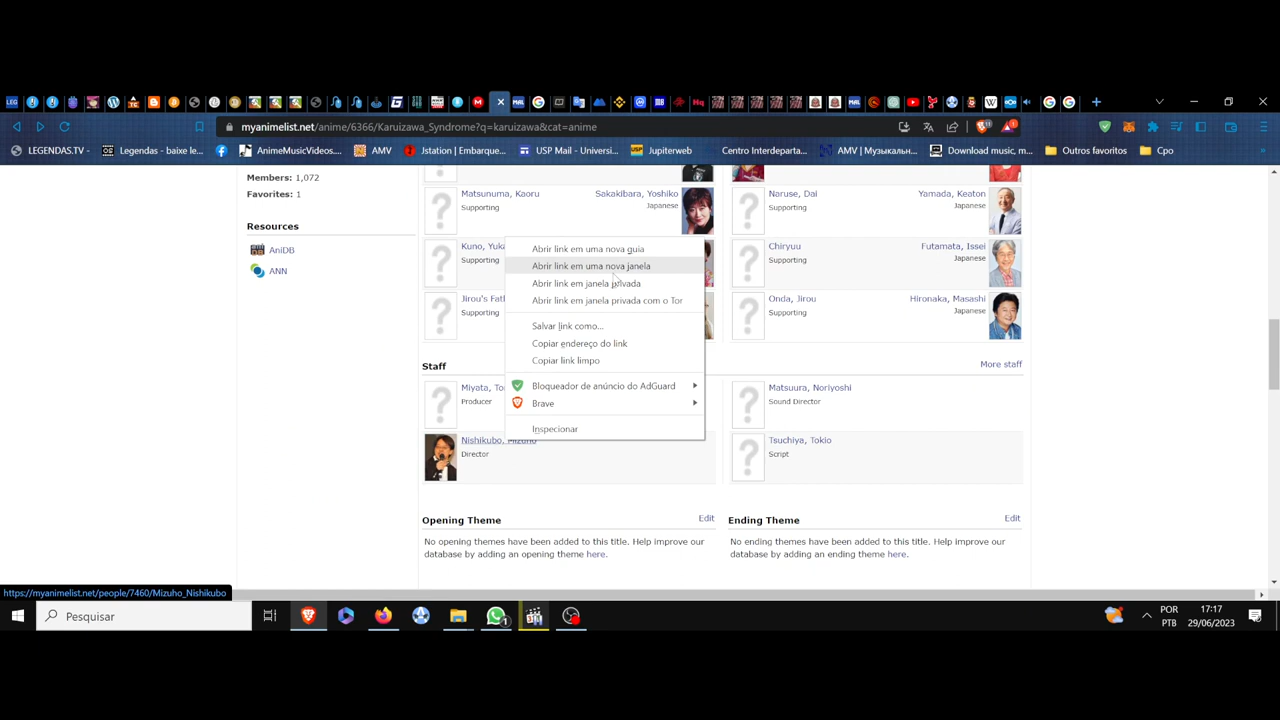 myanimelist.net/anime/6366/Karuizawa_Syndrome?q=karuizawa&cat=anime
LEGENDAS.TV -
Legendas - baixe le...
AnimeMusicVideos....
AMV
Jstation | Embarque...
USP Mail - Universi...
Jupiterweb
Centro Interdeparta...
AMV | Музыкальн...
Download music, m...
Outros favoritos
Cpo
Members: 1,072
Favorites: 1
Resources
AniDB
ANN
Matsunuma, Kaoru
Supporting
Sakakibara, Yoshiko
Japanese
Naruse, Dai
Supporting
Yamada, Keaton
Japanese
Kuno, Yuka
Supporting
Chiryuu
Supporting
Futamata, Issei
Japanese
Jirou's Fath
Supporting
Onda, Jirou
Supporting
Hironaka, Masashi
Japanese
Abrir link em uma nova guia
Abrir link em uma nova janela
Abrir link em janela privada
Abrir link em janela privada com o Tor
Salvar link como...
Copiar endereço do link
Copiar link limpo
Bloqueador de anúncio do AdGuard
Brave
Inspecionar
Staff
More staff
Miyata, To
Producer
Matsuura, Noriyoshi
Sound Director
Nishikubo, Mizuho
Director
Tsuchiya, Tokio
Script
Opening Theme
Edit
No opening themes have been added to this title. Help improve our
database by adding an opening theme here.
Ending Theme
Edit
No ending themes have been added to this title. Help improve our
database by adding an ending theme here.
https://myanimelist.net/people/7460/Mizuho_Nishikubo
Pesquisar
POR
PTB
17:17
29/06/2023